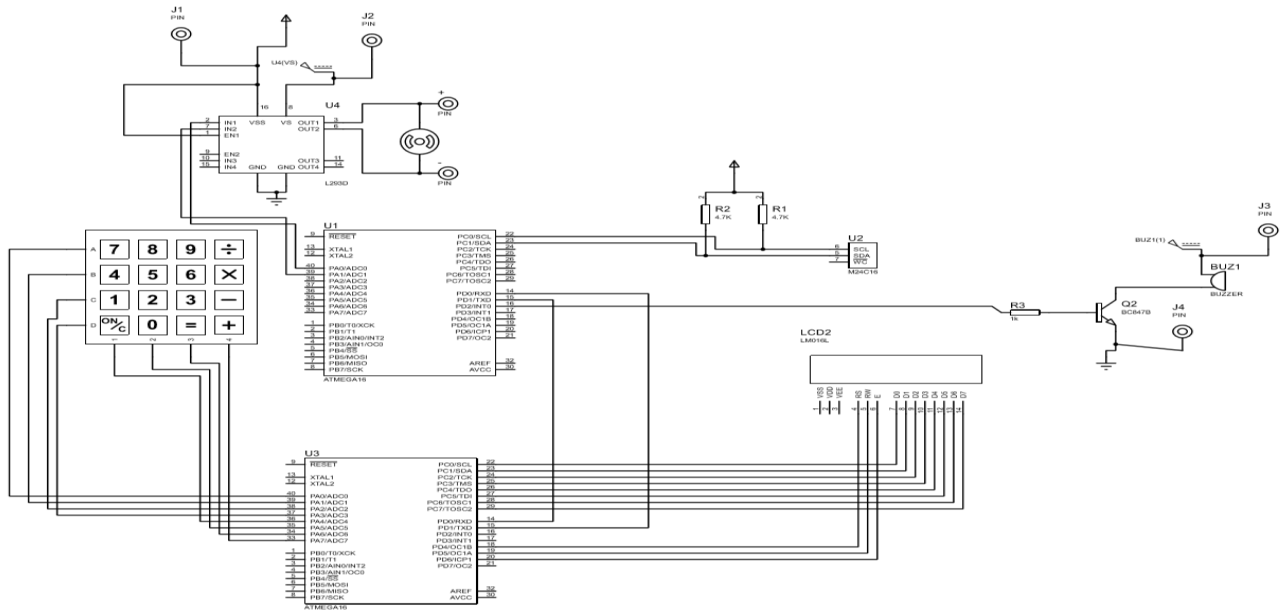 J1
PIN
J2
PIN
U4(VS)
16
8
U4
2
7
1
9
10
15
IN1
IN2
EN1
EN2
IN3
IN4
VSS
VS
OUT1
OUT2
OUT3
OUT4
GND
GND
3
6
11
14
L293D
+
PIN
-
PIN
A
B
C
D
7
8
9
÷
4
5
6
×
1
2
3
−
ON/C
0
=
+
1
2
3
4
U1
9
13
12
40
39
38
37
36
35
34
33
1
2
3
4
5
6
7
8
RESET
XTAL1
XTAL2
PA0/ADC0
PA1/ADC1
PA2/ADC2
PA3/ADC3
PA4/ADC4
PA5/ADC5
PA6/ADC6
PA7/ADC7
PB0/T0/XCK
PB1/T1
PB2/AIN0/INT2
PB3/AIN1/OC0
PB4/SS
PB5/MOSI
PB6/MISO
PB7/SCK
PC0/SCL
PC1/SDA
PC2/TCK
PC3/TMS
PC4/TDO
PC5/TDI
PC6/TOSC1
PC7/TOSC2
PD0/RXD
PD1/TXD
PD2/INT0
PD3/INT1
PD4/OC1B
PD5/OC1A
PD6/ICP1
PD7/OC2
AREF
AVCC
22
23
24
25
26
27
28
29
14
15
16
17
18
19
20
21
32
30
ATMEGA16
2
R2
4.7K
2
R1
4.7K
U2
6
5
7
SCL
SDA
WC
M24C16
R3
1k
Q2
BC847B
J3
PIN
BUZ1(1)
BUZ1
BUZZER
J4
PIN
LCD2
LM016L
VSS
VDD
VEE
RS
RW
E
D0
D1
D2
D3
D4
D5
D6
D7
1
2
3
4
5
6
7
8
9
10
11
12
13
14
U3
9
13
12
40
39
38
37
36
35
34
33
1
2
3
4
5
6
7
8
RESET
XTAL1
XTAL2
PA0/ADC0
PA1/ADC1
PA2/ADC2
PA3/ADC3
PA4/ADC4
PA5/ADC5
PA6/ADC6
PA7/ADC7
PB0/T0/XCK
PB1/T1
PB2/AIN0/INT2
PB3/AIN1/OC0
PB4/SS
PB5/MOSI
PB6/MISO
PB7/SCK
PC0/SCL
PC1/SDA
PC2/TCK
PC3/TMS
PC4/TDO
PC5/TDI
PC6/TOSC1
PC7/TOSC2
PD0/RXD
PD1/TXD
PD2/INT0
PD3/INT1
PD4/OC1B
PD5/OC1A
PD6/ICP1
PD7/OC2
AREF
AVCC
22
23
24
25
26
27
28
29
14
15
16
17
18
19
20
21
32
30
ATMEGA16